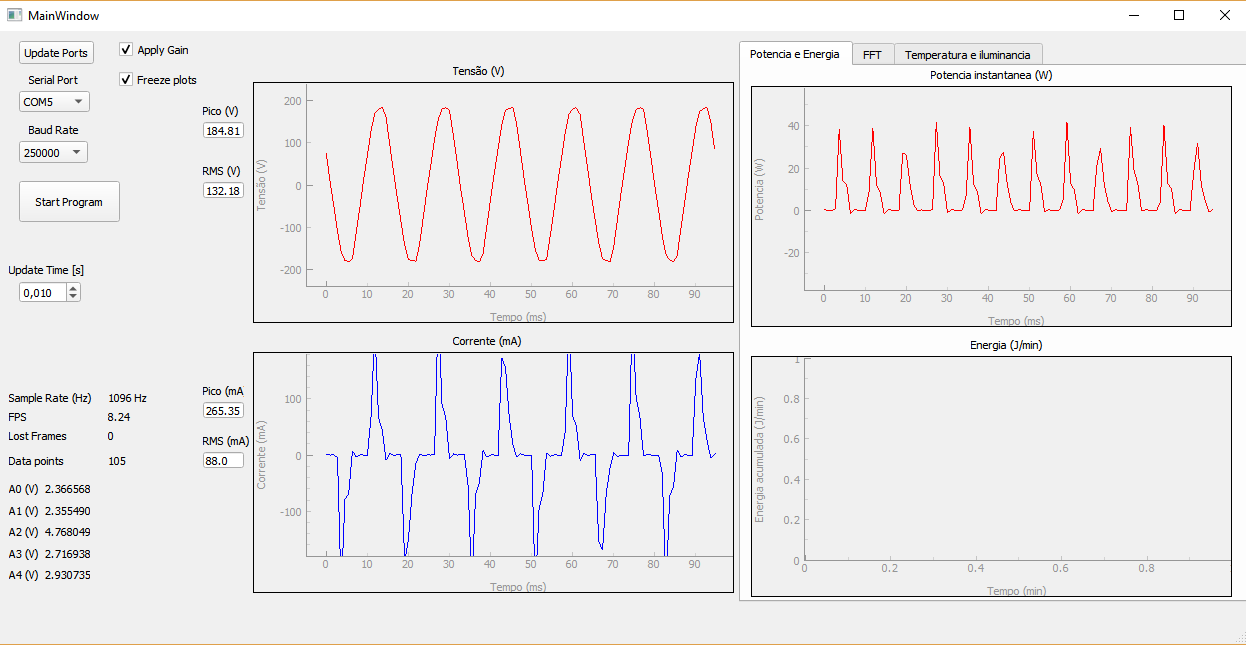 MainWindow
Update Ports
Apply Gain
Serial Port
Freeze plots
COM5
Baud Rate
250000
Start Program
Update Time [s]
0,010
Pico (V)
184.81
RMS (V)
132.18
Tensão (V)
Tensão (V)
200
100
0
-100
-200
0 10 20 30 40 50 60 70 80 90
Tempo (ms)
Potencia e Energia FFT Temperatura e iluminancia
Potencia instantanea (W)
Potencia (W)
40
20
0
-20
0 10 20 30 40 50 60 70 80 90
Tempo (ms)
Sample Rate (Hz) 1096 Hz
FPS 8.24
Lost Frames 0
Data points 105
A0 (V) 2.366568
A1 (V) 2.355490
A2 (V) 4.768049
A3 (V) 2.716938
A4 (V) 2.930735
Pico (mA
265.35
RMS (mA)
88.0
Corrente (mA)
Corrente (mA)
100
0
-100
0 10 20 30 40 50 60 70 80 90
Tempo (ms)
Energia (J/min)
Energia acumulada (J/min)
1
0.8
0.6
0.4
0.2
0
0 0.2 0.4 0.6 0.8
Tempo (min)